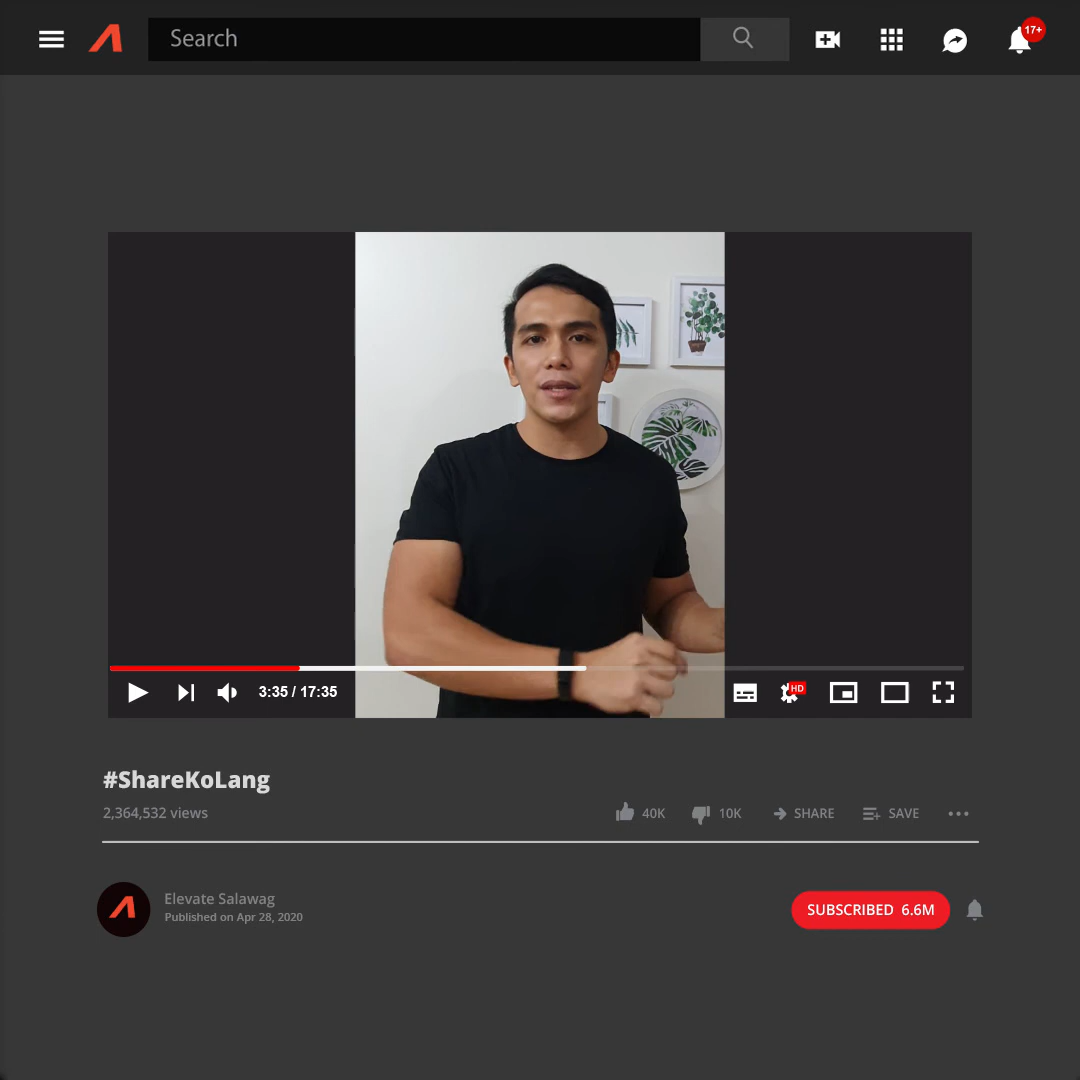 Search
17+
3:35 / 17:35
HD
#ShareKoLang
2,364,532 views
40K
10K
SHARE
SAVE
Elevate Salawag
Published on Apr 28, 2020
SUBSCRIBED 6.6M